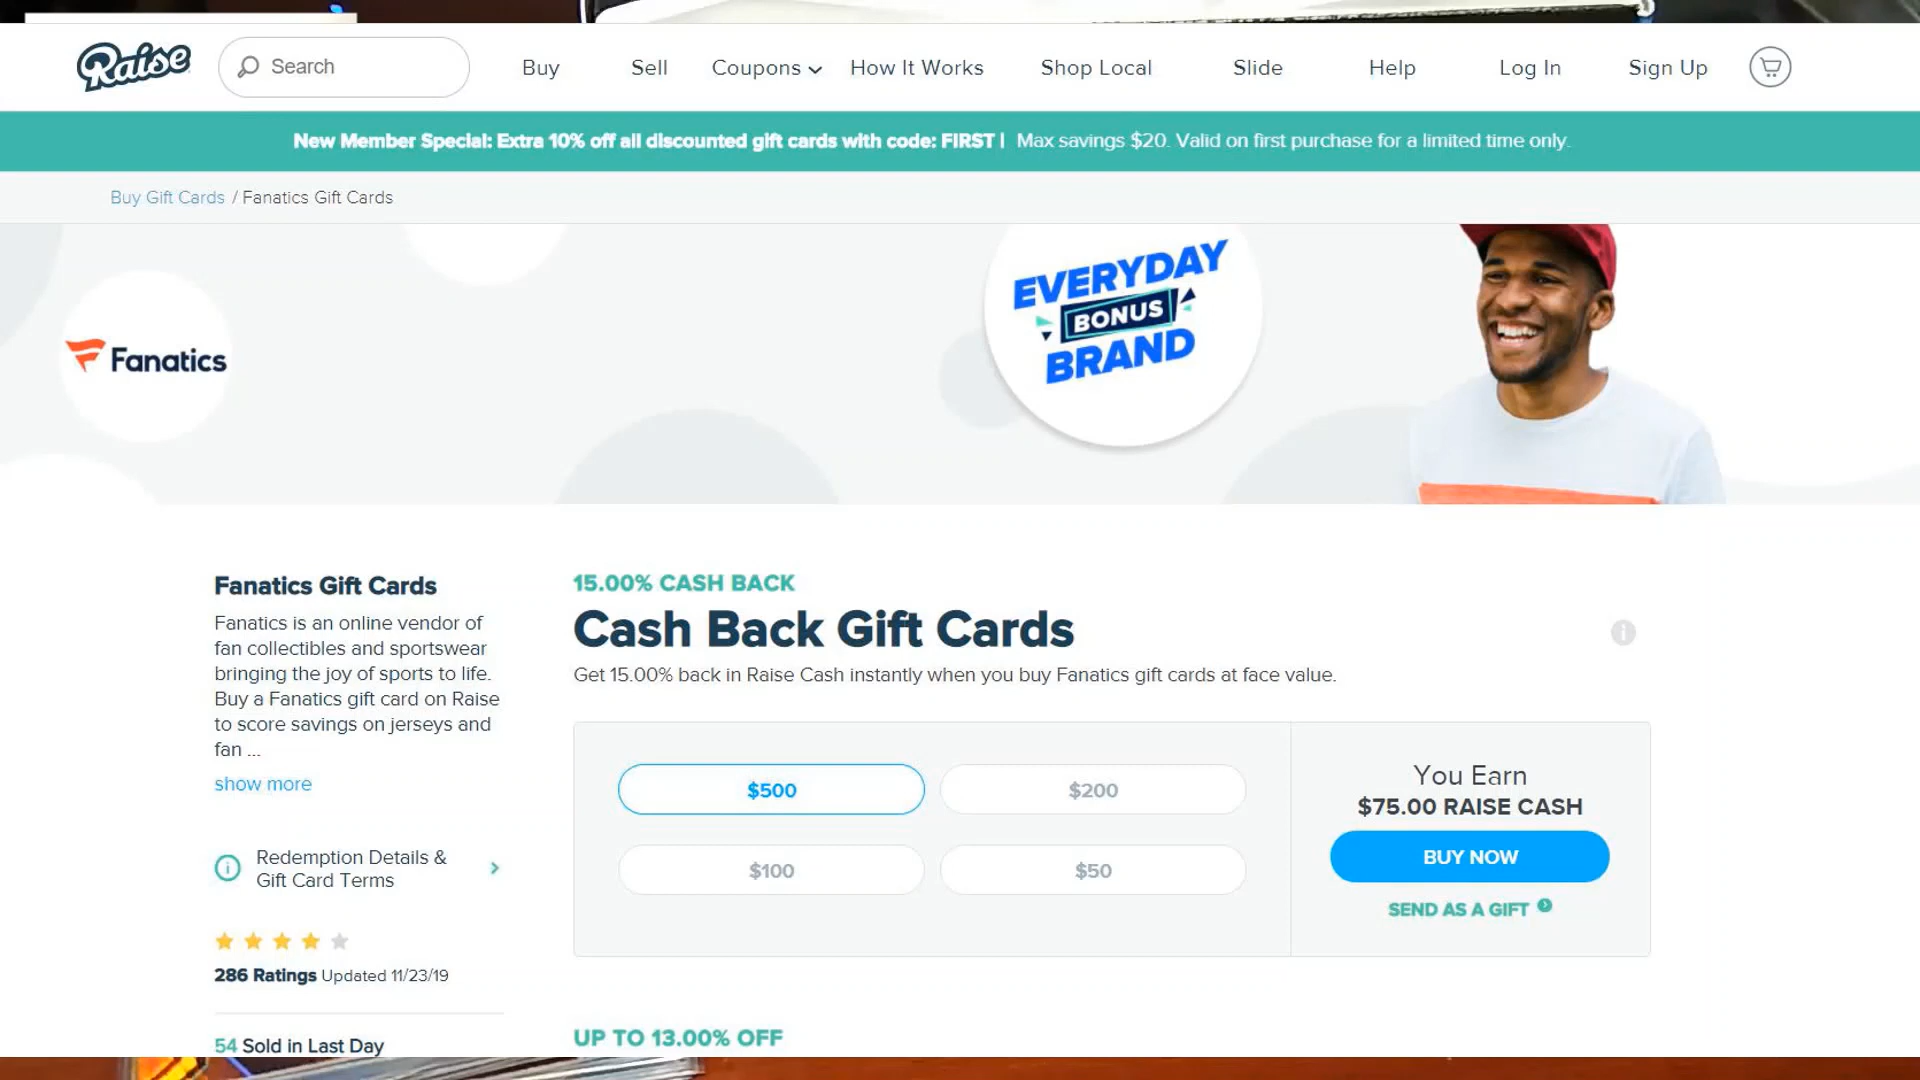 Raise
Search
Buy
Sell
Coupons
How It Works
Shop Local
Slide
Help
Log In
Sign Up
New Member Special: Extra 10% off all discounted gift cards with code: FIRST | Max savings $20. Valid on first purchase for a limited time only.
Buy Gift Cards / Fanatics Gift Cards
Fanatics
EVERYDAY
BONUS
BRAND
Fanatics Gift Cards
Fanatics is an online vendor of
fan collectibles and sportswear
bringing the joy of sports to life.
Buy a Fanatics gift card on Raise
to score savings on jerseys and
fan ...
show more
Redemption Details &
Gift Card Terms
286 Ratings Updated 11/23/19
54 Sold in Last Day
15.00% CASH BACK
Cash Back Gift Cards
Get 15.00% back in Raise Cash instantly when you buy Fanatics gift cards at face value.
$500
$200
$100
$50
You Earn
$75.00 RAISE CASH
BUY NOW
SEND AS A GIFT
UP TO 13.00% OFF